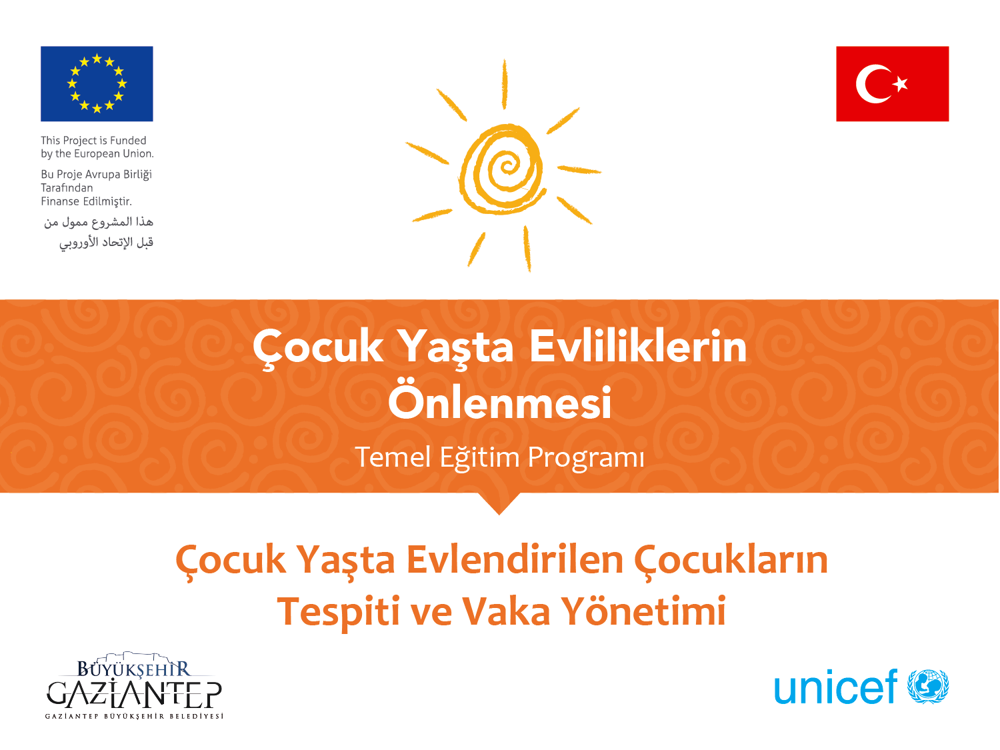 This Project is Funded
by the European Union.
Bu Proje Avrupa Birliği
Tarafından
Finanse Edilmiştir.
هذا المشروع ممول من
قبل الإتحاد الأوروبي
Çocuk Yaşta Evliliklerin
Önlenmesi
Temel Eğitim Programı
Çocuk Yaşta Evlendirilen Çocukların
Tespiti ve Vaka Yönetimi
BÜYÜKŞEHİR
GAZİANTEP
GAZİANTEP BÜYÜKŞEHİR BELEDİYESİ
unicef